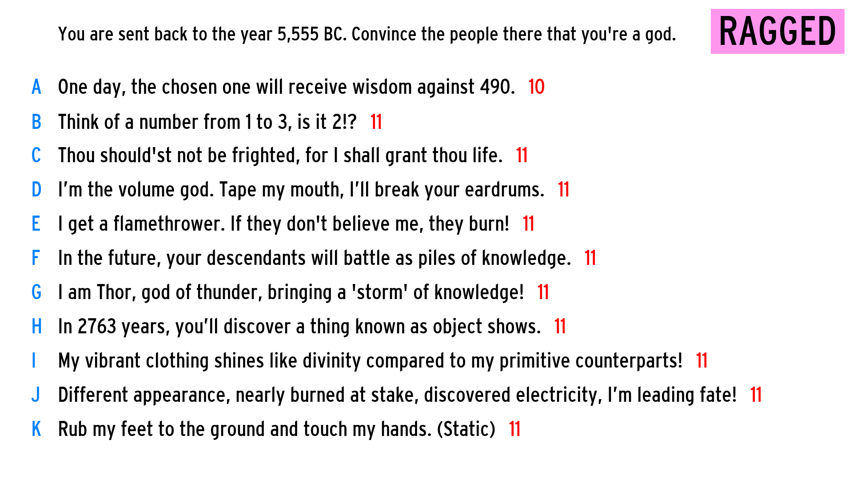 You are sent back to the year 5,555 BC. Convince the people there that you're a god. RAGGED
A One day, the chosen one will receive wisdom against 490. 10
B Think of a number from 1 to 3, is it 2!? 11
C Thou should'st not be frighted, for I shall grant thou life. 11
D I’m the volume god. Tape my mouth, I’ll break your eardrums. 11
E I get a flamethrower. If they don't believe me, they burn! 11
F In the future, your descendants will battle as piles of knowledge. 11
G I am Thor, god of thunder, bringing a 'storm' of knowledge! 11
H In 2763 years, you’ll discover a thing known as object shows. 11
I My vibrant clothing shines like divinity compared to my primitive counterparts! 11
J Different appearance, nearly burned at stake, discovered electricity, I’m leading fate! 11
K Rub my feet to the ground and touch my hands. (Static) 11